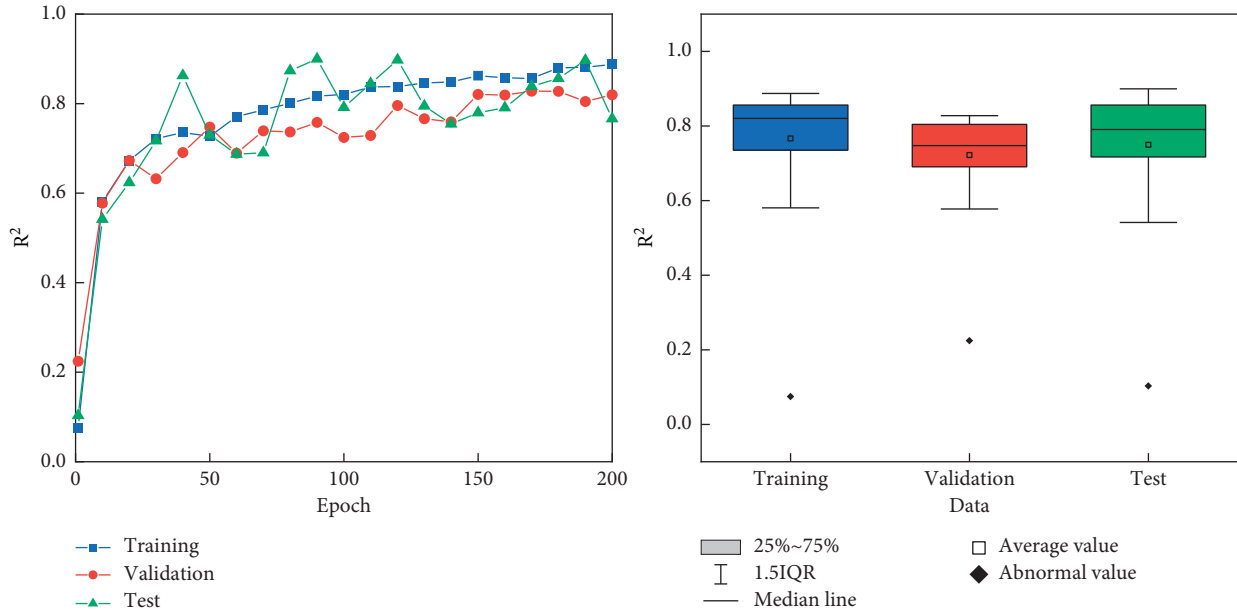 1.0
0.8
0.6
0.4
0.2
0.0
R²
0
50
100
150
200
Epoch
Training
Validation
Test
1.0
0.8
0.6
0.4
0.2
0.0
R²
Training
Validation
Test
Data
25%~75%
1.5IQR
Median line
Average value
Abnormal value